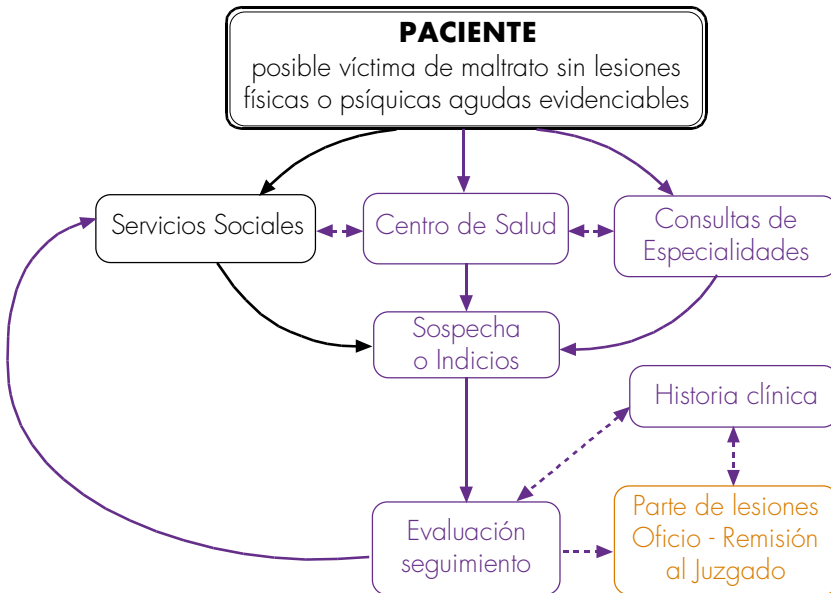 PACIENTE
posible víctima de maltrato sin lesiones
físicas o psíquicas agudas evidenciables
Servicios Sociales
Centro de Salud
Consultas de
Especialidades
Sospecha
o Indicios
Historia clínica
Evaluación
seguimiento
Parte de lesiones
Oficio - Remisión
al Juzgado